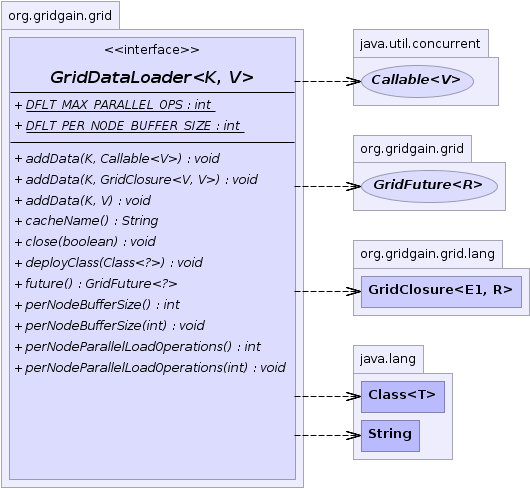 org.gridgain.grid
<<interface>>
GridDataLoader<K, V>
+ DFLT_MAX_PARALLEL_OPS : int
+ DFLT_PER_NODE_BUFFER_SIZE : int
+ addData(K, Callable<V>) : void
+ addData(K, GridClosure<V, V>) : void
+ addData(K, V) : void
+ cacheName() : String
+ close(boolean) : void
+ deployClass(Class<?>) : void
+ future() : GridFuture<?>
+ perNodeBufferSize() : int
+ perNodeBufferSize(int) : void
+ perNodeParallelLoadOperations() : int
+ perNodeParallelLoadOperations(int) : void
java.util.concurrent
Callable<V>
org.gridgain.grid
GridFuture<R>
org.gridgain.grid.lang
GridClosure<E1, R>
java.lang
Class<T>
String